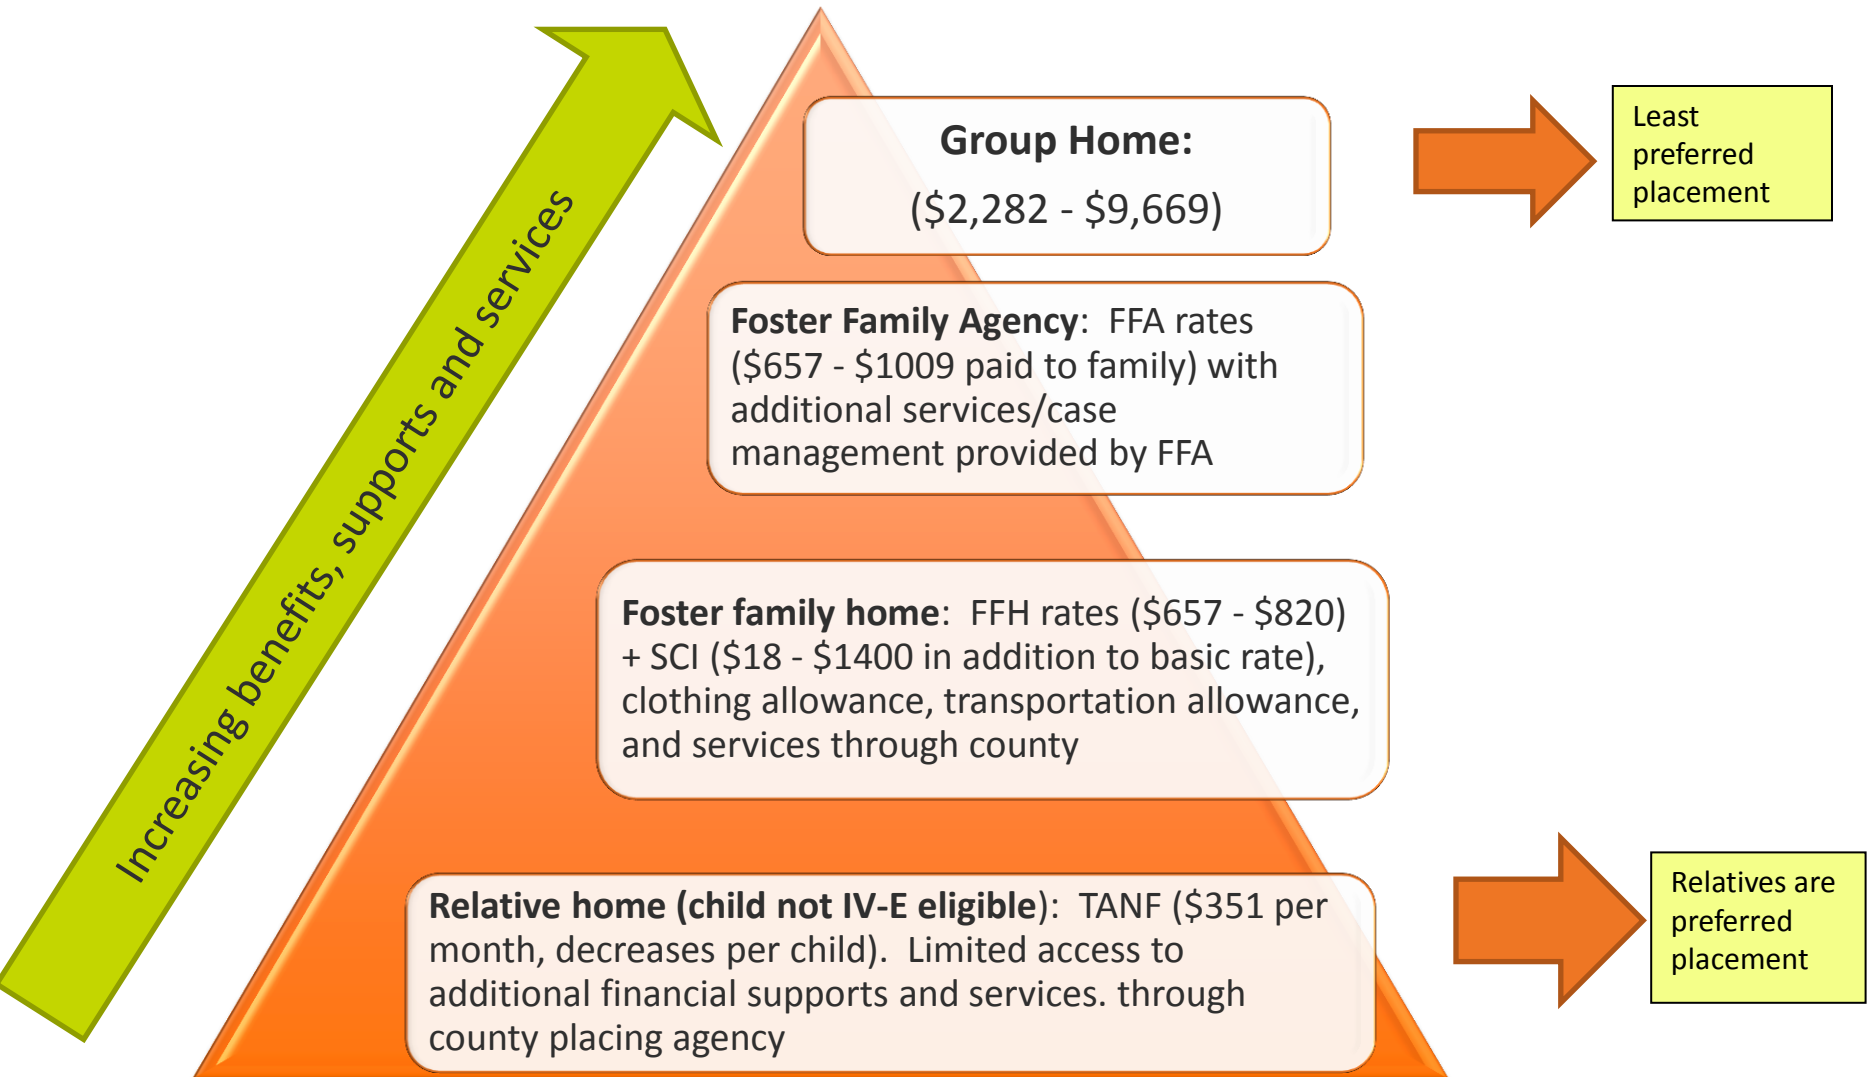 Increasing benefits, supports and services
Group Home:
($2,282 - $9,669)
Least
preferred
placement
Foster Family Agency:  FFA rates
($657 - $1009 paid to family) with
additional services/case
management provided by FFA
Foster family home:  FFH rates ($657 - $820)
+ SCI ($18 - $1400 in addition to basic rate),
clothing allowance, transportation allowance,
and services through county
Relative home (child not IV-E eligible):  TANF ($351 per
month, decreases per child).  Limited access to
additional financial supports and services. through
county placing agency
Relatives are
preferred
placement